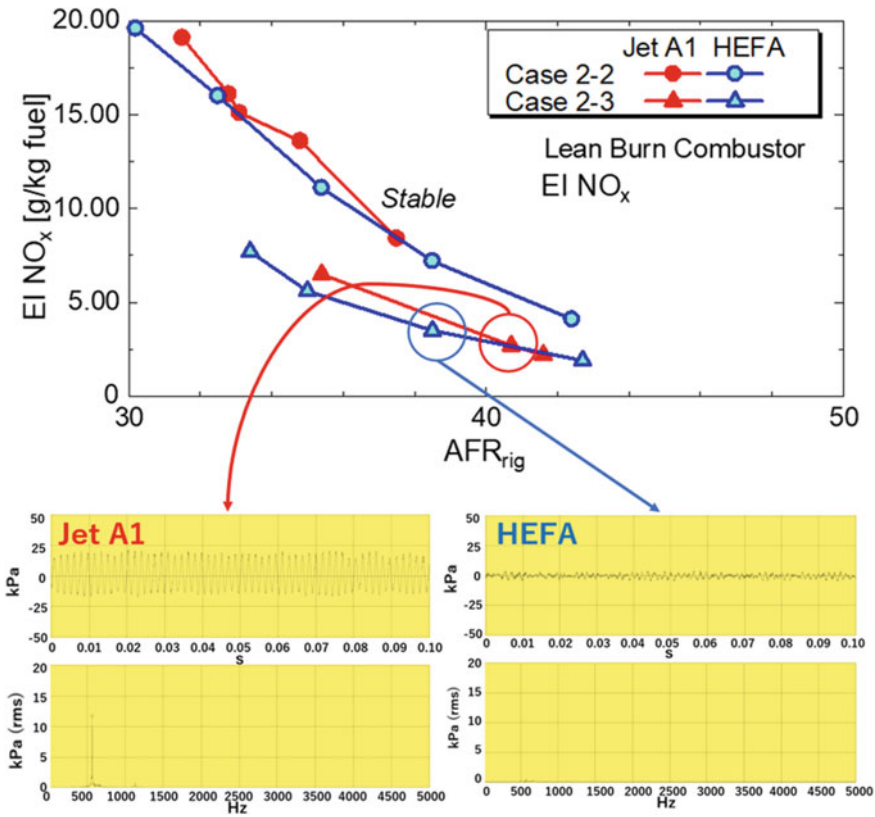 20.00
15.00
10.00
5.00
0
EI NOₓ [g/kg fuel]
Jet A1 HEFA
Case 2-2
Case 2-3
Lean Burn Combustor
EI NOₓ
Stable
30 40 50
AFR_rig
Jet A1
50
25
0
-25
-50
kPa
0 0.01 0.02 0.03 0.04 0.05 0.06 0.07 0.08 0.09 0.10
s
20
15
10
5
0
kPa (rms)
0 500 1000 1500 2000 2500 3000 3500 4000 4500 5000
Hz
HEFA
50
25
0
-25
-50
kPa
0 0.01 0.02 0.03 0.04 0.05 0.06 0.07 0.08 0.09 0.10
s
20
15
10
5
0
kPa (rms)
0 500 1000 1500 2000 2500 3000 3500 4000 4500 5000
Hz